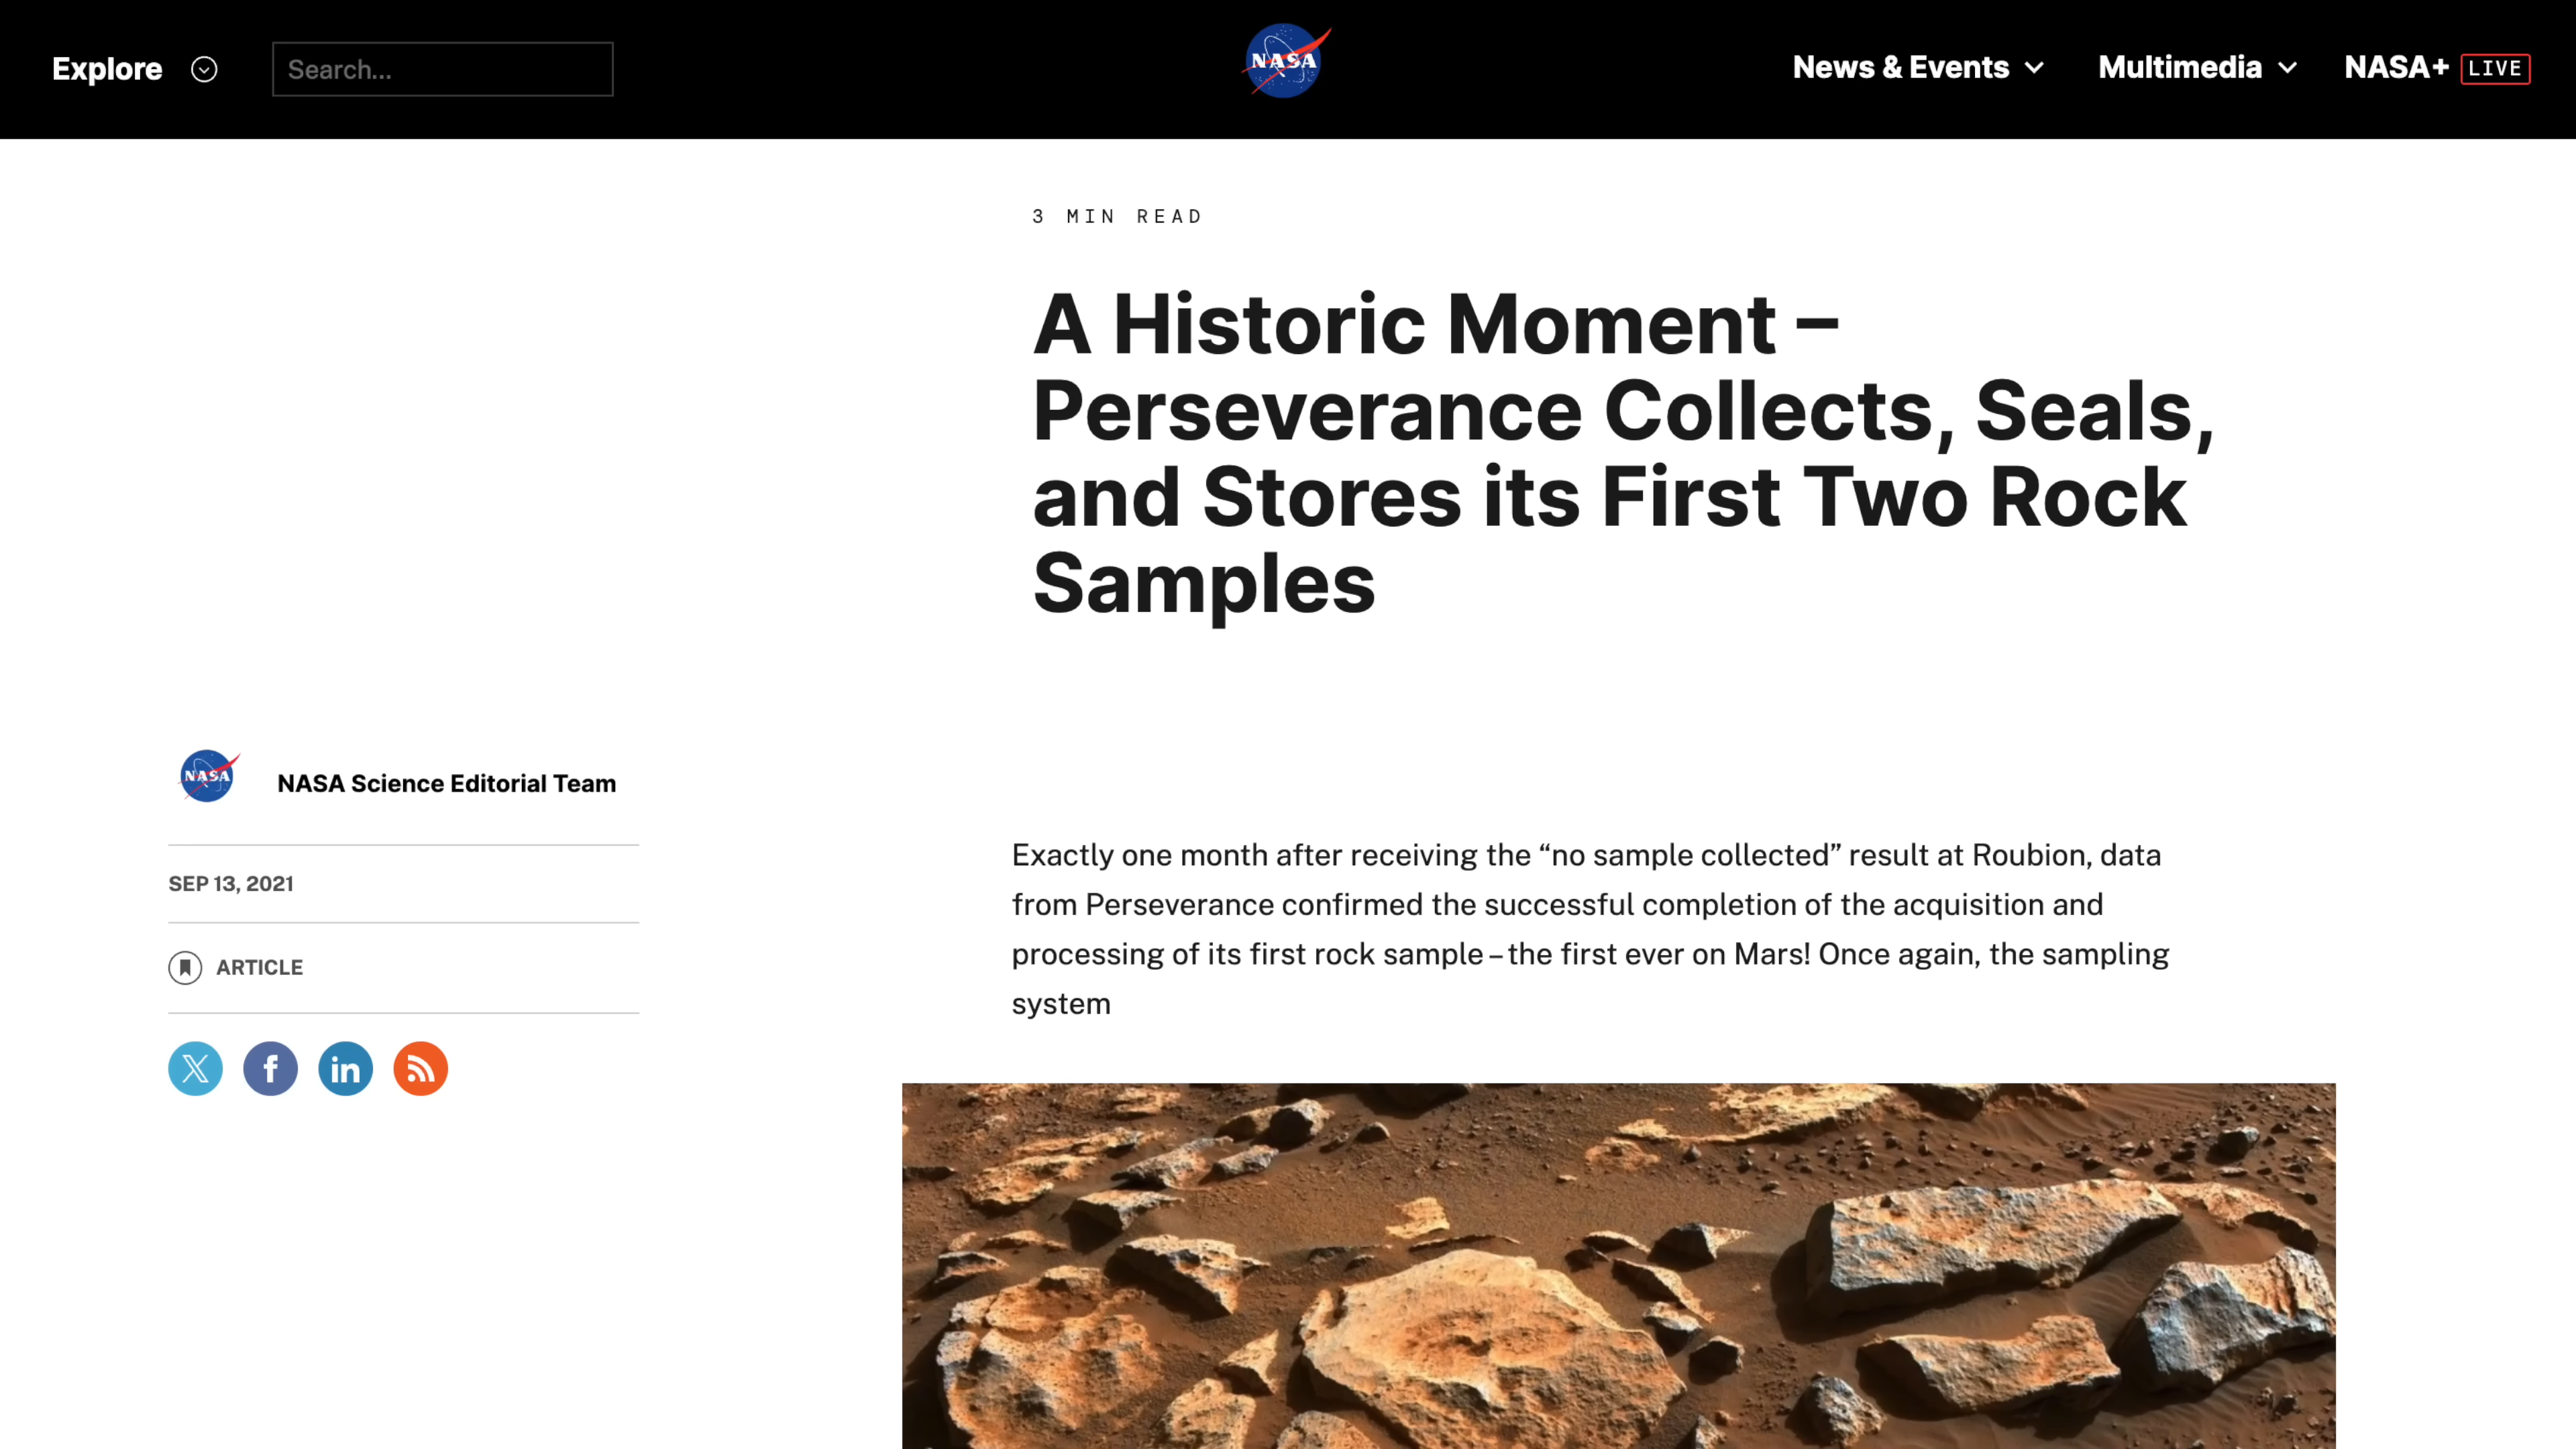 Explore
Search...
NASA
News & Events
Multimedia
NASA+ LIVE
3 MIN READ
A Historic Moment –
Perseverance Collects, Seals,
and Stores its First Two Rock
Samples
NASA
NASA Science Editorial Team
SEP 13, 2021
ARTICLE
X
f
in
Exactly one month after receiving the “no sample collected” result at Roubion, data
from Perseverance confirmed the successful completion of the acquisition and
processing of its first rock sample – the first ever on Mars! Once again, the sampling
system